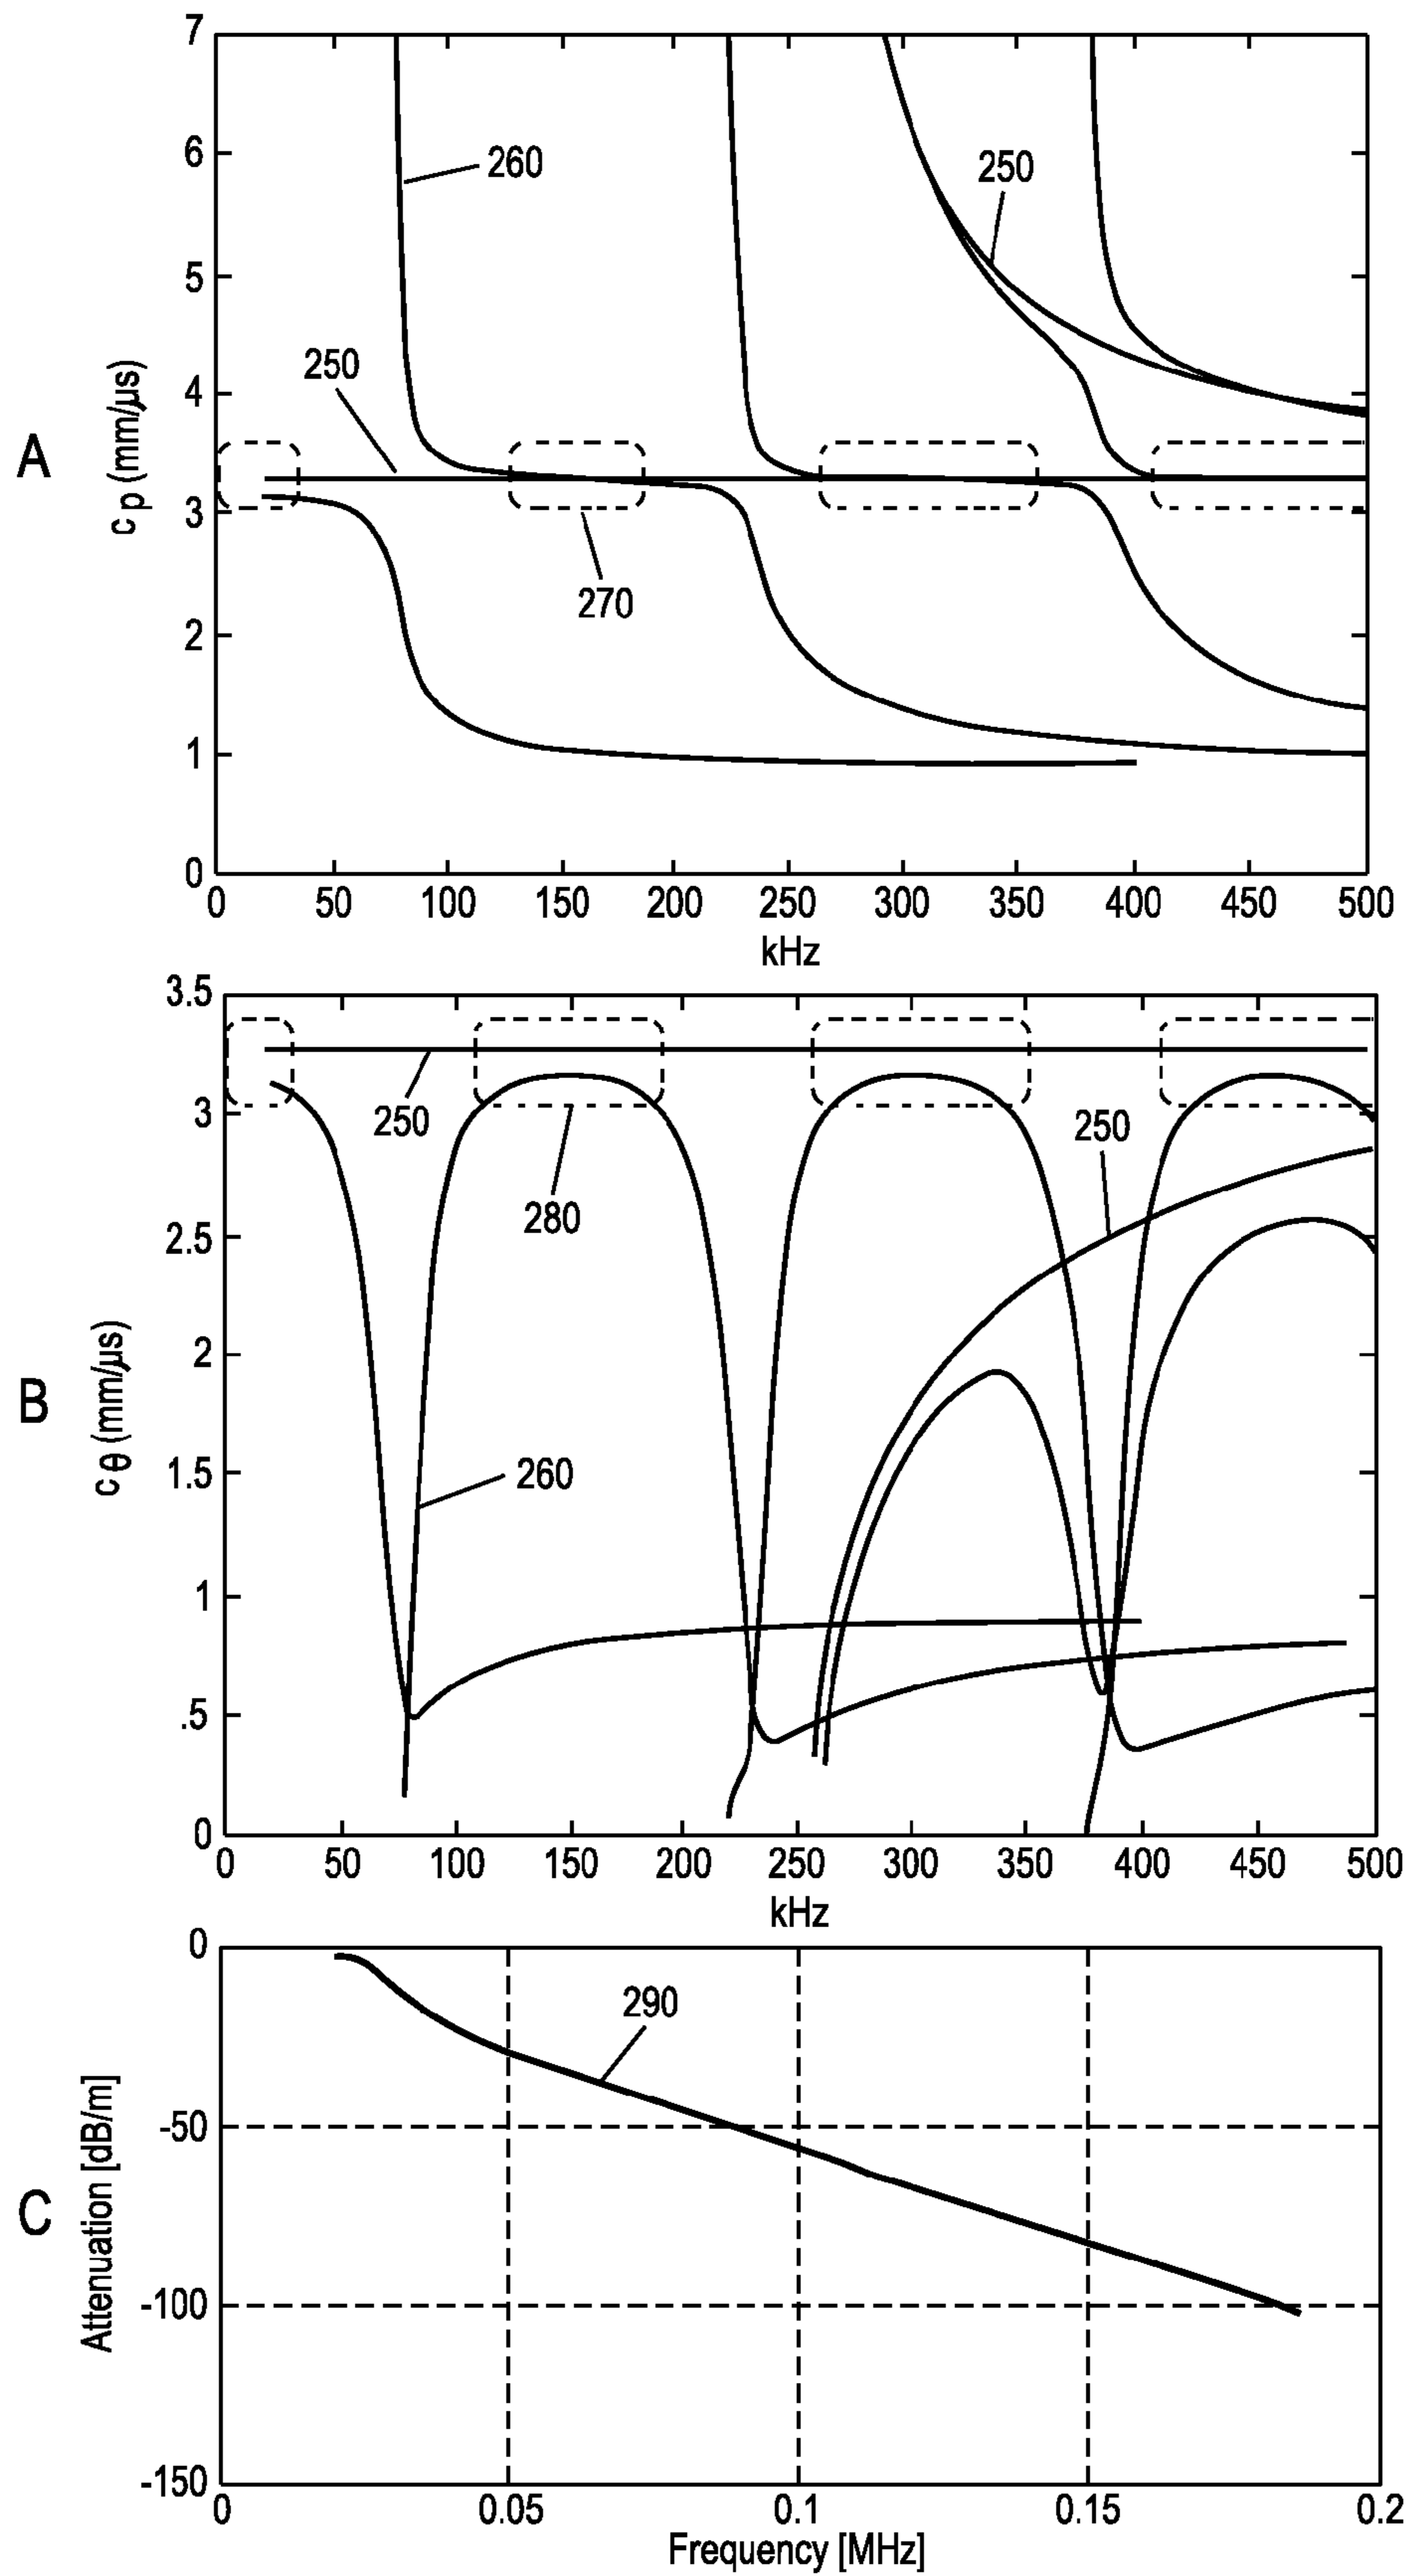 A
c p (mm/μs)
7
6
5
4
3
2
1
0
260
250
250
270
0 50 100 150 200 250 300 350 400 450 500
kHz
B
c θ (mm/μs)
3.5
3
2.5
2
1.5
1
.5
0
250
280
250
260
0 50 100 150 200 250 300 350 400 450 500
kHz
C
Attenuation [dB/m]
0
-50
-100
-150
290
0 0.05 0.1 0.15 0.2
Frequency [MHz]